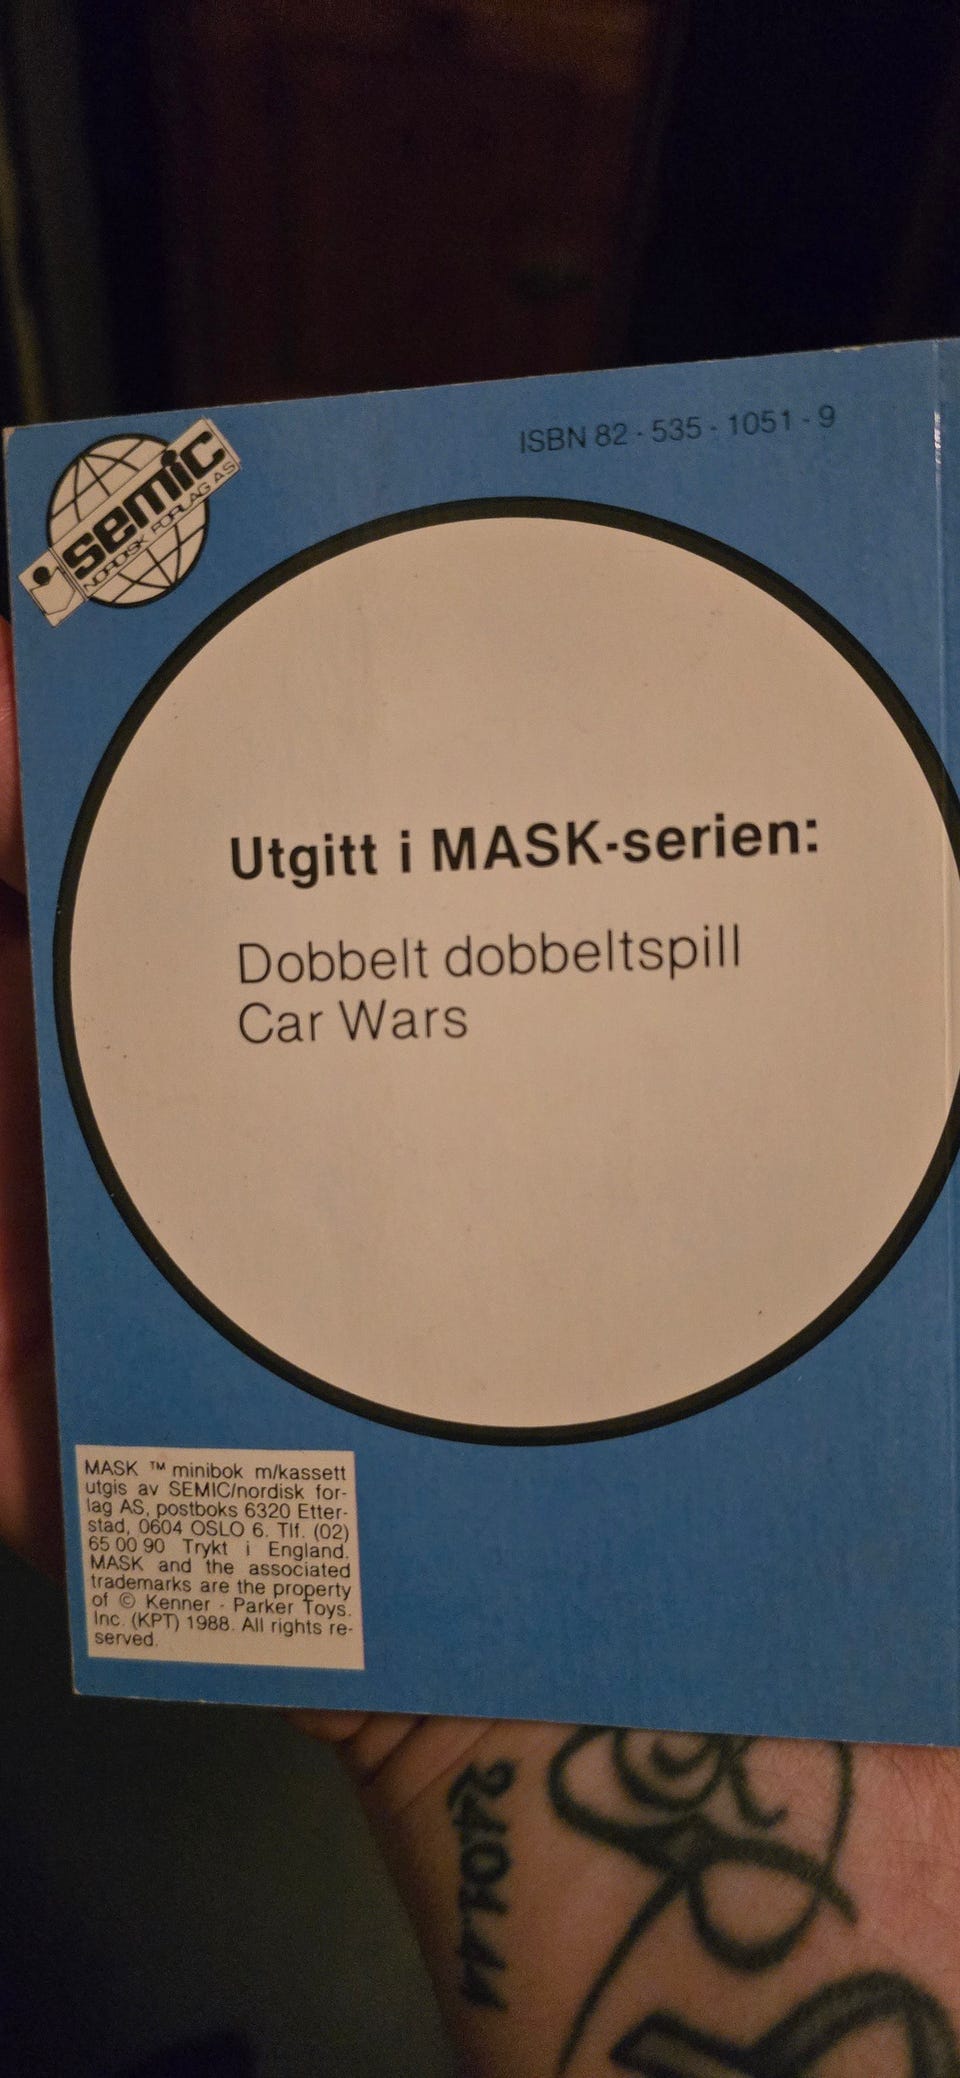 ISBN 82 - 535 - 1051 - 9
semic
NORDISK FORLAG AS
Utgitt i MASK-serien:
Dobbelt dobbeltspill
Car Wars
MASK ™ minibok m/kassett
utgis av SEMIC/nordisk for-
lag AS, postboks 6320 Etter-
stad, 0604 OSLO 6. Tlf. (02)
65 00 90 Trykt i England.
MASK and the associated
trademarks are the property
of © Kenner - Parker Toys.
Inc. (KPT) 1988. All rights re-
served.